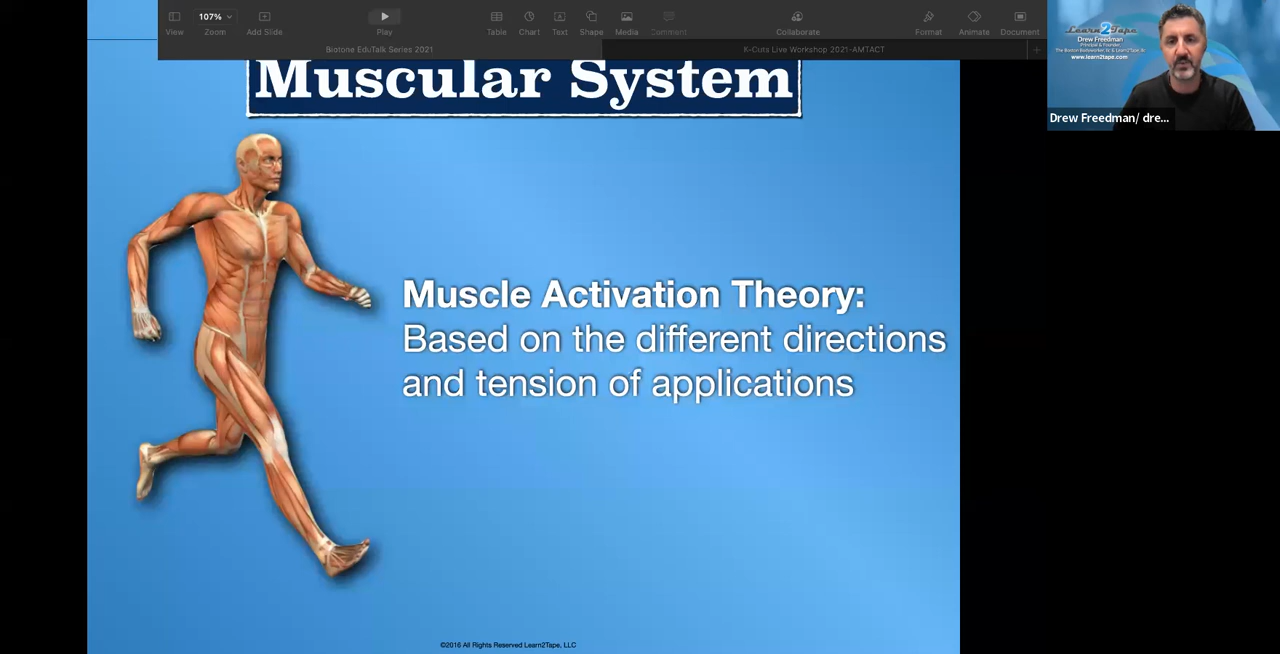 107%
View
Zoom
Add Slide
Play
Table
Chart
Text
Shape
Media
Comment
Collaborate
Format
Animate
Document
Biotone EduTalk Series 2021
K-Cuts Live Workshop 2021-AMTACT
Learn2Tape
Drew Freedman
Principal & Founder,
www.learn2tape.com
Drew Freedman/ dre...
Muscular System
Muscle Activation Theory:
Based on the different directions
and tension of applications
©2016 All Rights Reserved Learn2Tape, LLC